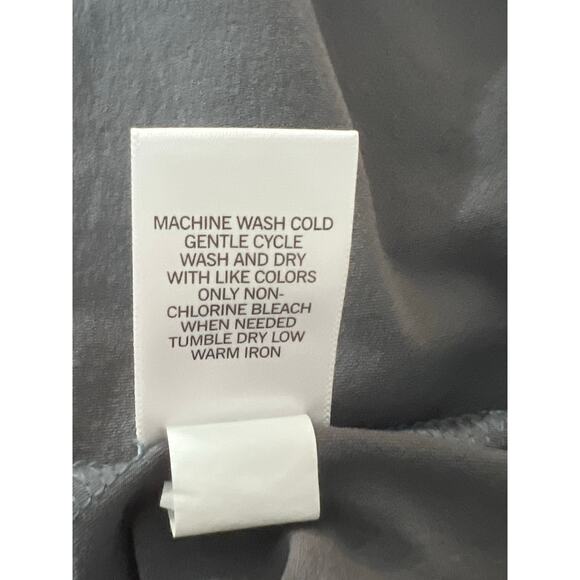 MACHINE WASH COLD
GENTLE CYCLE
WASH AND DRY
WITH LIKE COLORS
ONLY NON-
CHLORINE BLEACH
WHEN NEEDED
TUMBLE DRY LOW
WARM IRON